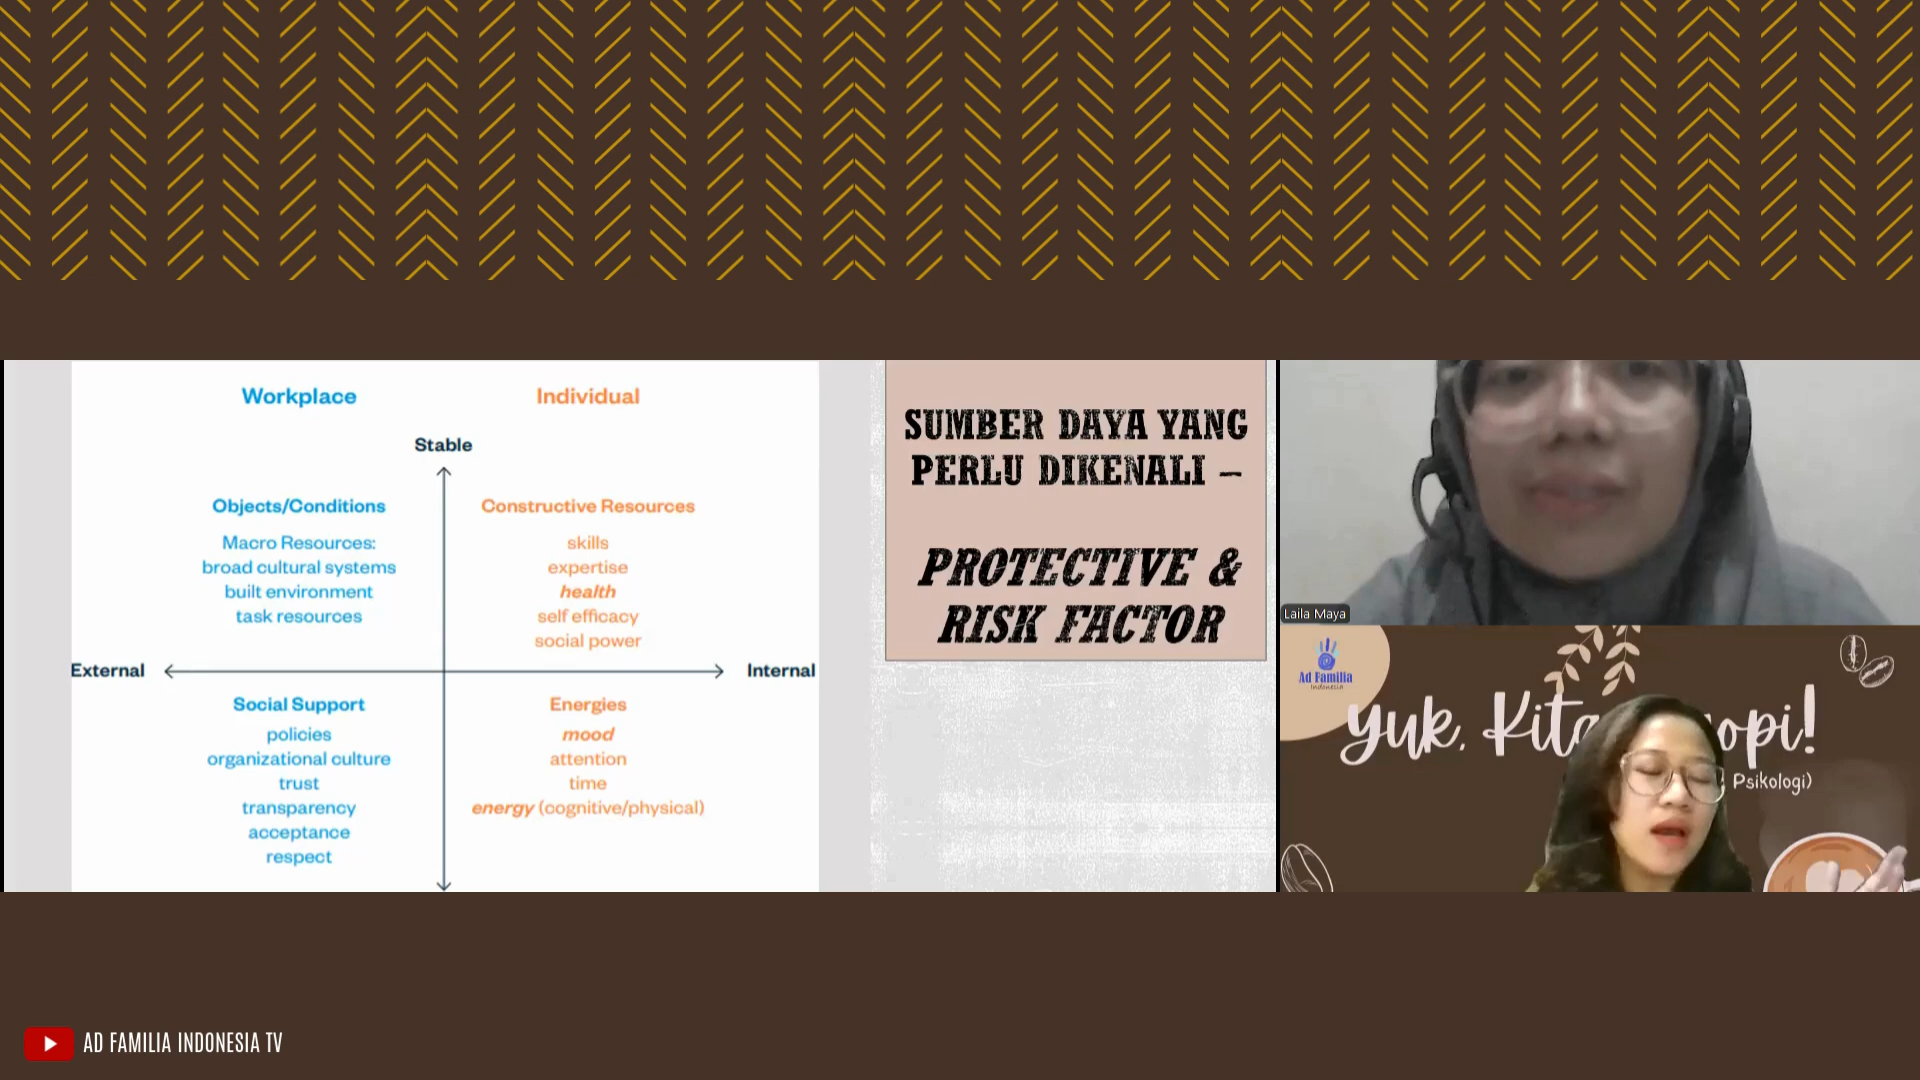 Workplace
Individual
Stable
Objects/Conditions
Macro Resources:
broad cultural systems
built environment
task resources
Constructive Resources
skills
expertise
health
self efficacy
social power
External
Internal
Social Support
policies
organizational culture
trust
transparency
acceptance
respect
Energies
mood
attention
time
energy (cognitive/physical)
SUMBER DAYA YANG
PERLU DIKENALI –
PROTECTIVE &
RISK FACTOR
Laila Maya
Ad Familia
Indonesia
Yuk, Kita opi!
Psikologi)
AD FAMILIA INDONESIA TV